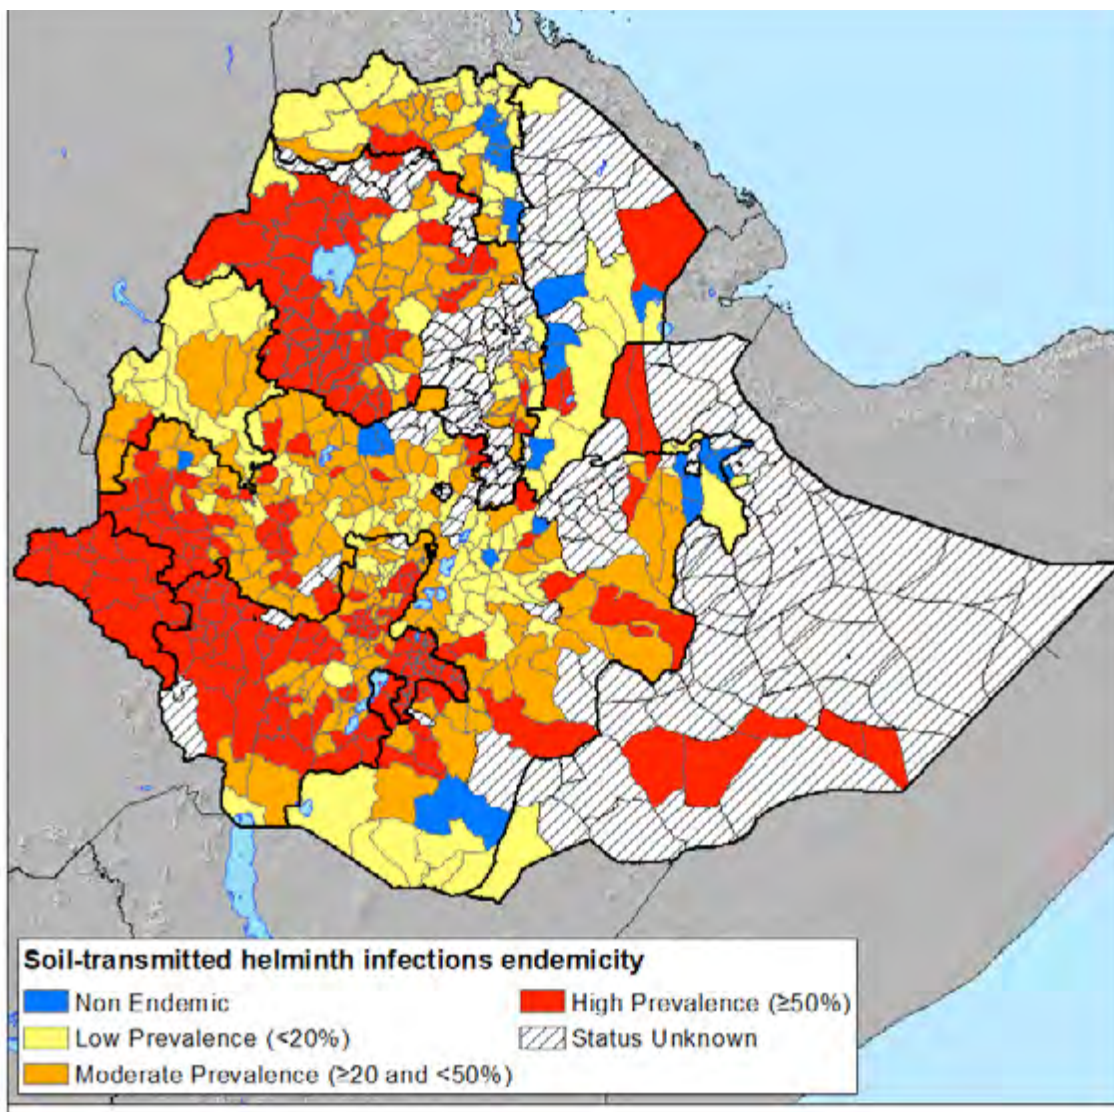 Soil-transmitted helminth infections endemicity
Non Endemic
Low Prevalence (<20%)
Moderate Prevalence (≥20 and <50%)
High Prevalence (≥50%)
Status Unknown